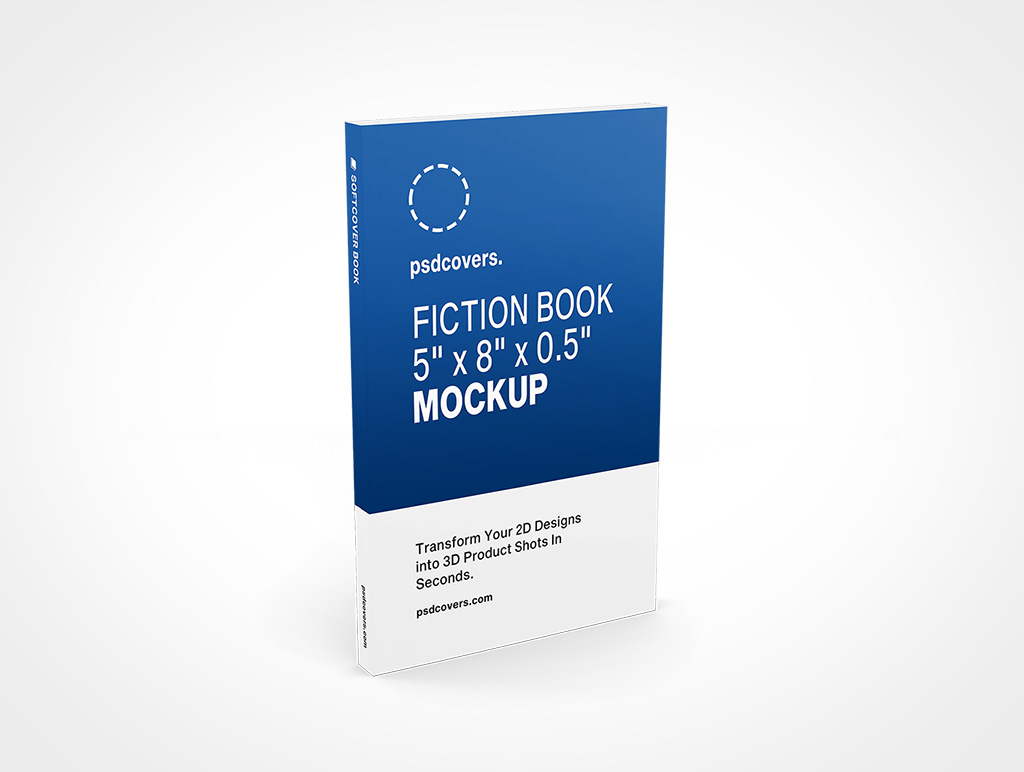 SOFTCOVER BOOK
psdcovers.com
psdcovers.
FICTION BOOK
5" x 8" x 0.5"
MOCKUP
Transform Your 2D Designs
into 3D Product Shots In
Seconds.
psdcovers.com